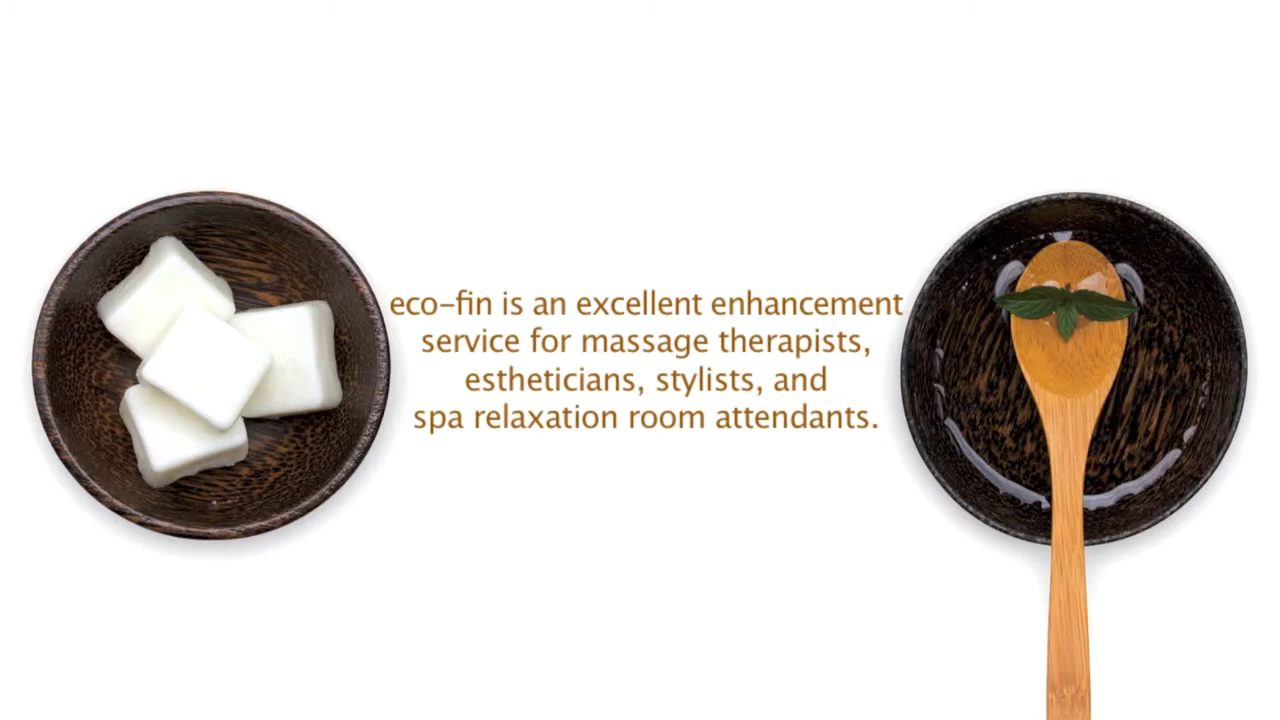 eco-fin is an excellent enhancement
service for massage therapists,
estheticians, stylists, and
spa relaxation room attendants.